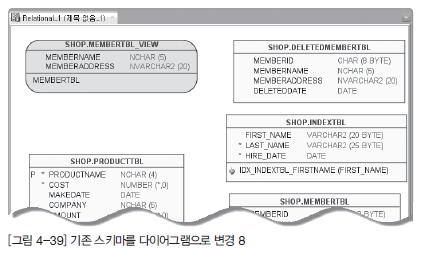 Relational_1 (제목 없음_1)
SHOP.MEMBERTBL_VIEW
MEMBERNAME NCHAR (5)
MEMBERADDRESS NVARCHAR2 (20)
MEMBERTBL
SHOP.DELETEDMEMBERTBL
MEMBERID CHAR (8 BYTE)
MEMBERNAME NCHAR (5)
MEMBERADDRESS NVARCHAR2 (20)
DELETEDDATE DATE
SHOP.INDEXTBL
FIRST_NAME VARCHAR2 (20 BYTE)
* LAST_NAME VARCHAR2 (25 BYTE)
* HIRE_DATE DATE
IDX_INDEXTBL_FIRSTNAME (FIRST_NAME)
SHOP.PRODUCTTBL
P * PRODUCTNAME NCHAR (4)
* COST NUMBER (*,0)
MAKEDATE DATE
COMPANY NCHAR (5)
AMOUNT
SHOP.MEMBERTBL
[그림 4-39] 기존 스키마를 다이어그램으로 변경 8